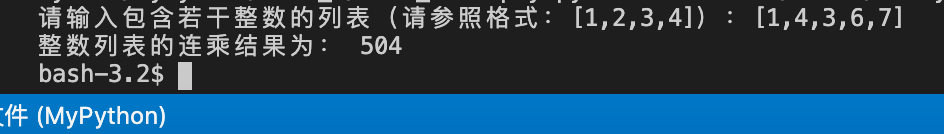 请输入包含若干整数的列表 (请参照格式：[1,2,3,4])：[1,4,3,6,7]
整数列表的连乘结果为： 504
bash-3.2$
文件 (MyPython)